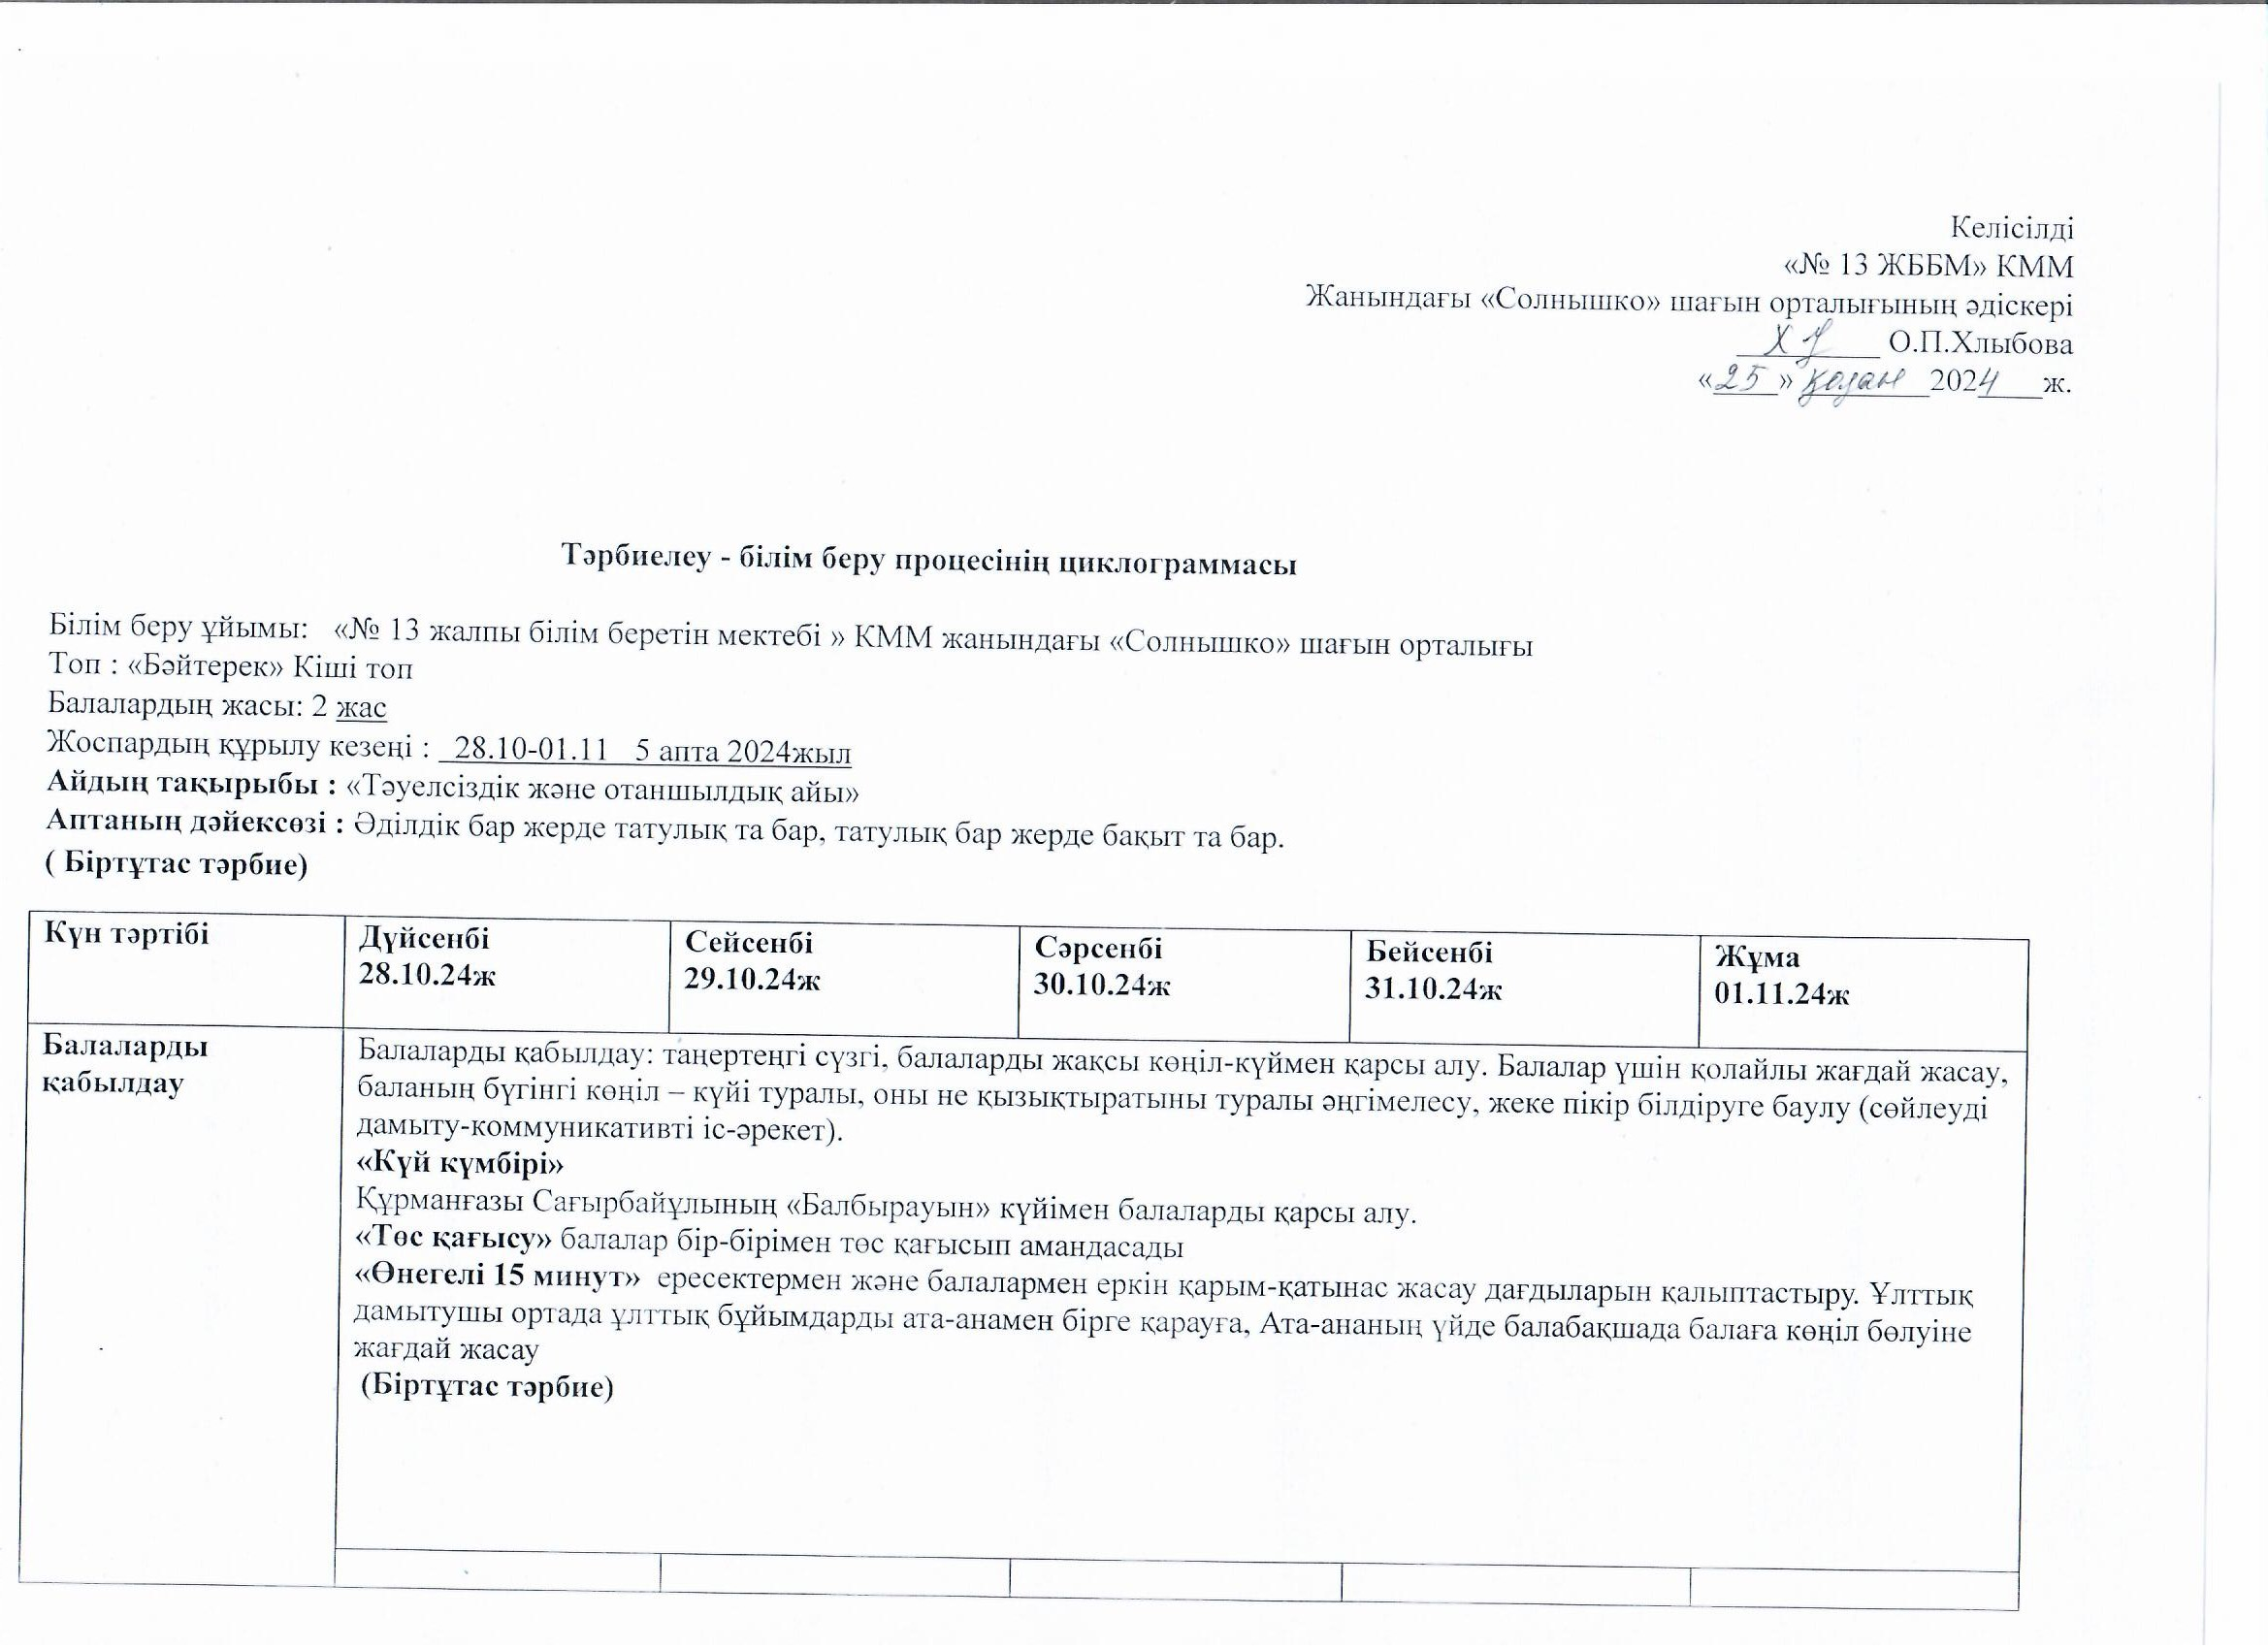 Келісілді
«№ 13 ЖББМ» КММ
Жанындағы «Солнышко» шағын орталығының әдіскері
О.П.Хлыбова
«25» қазан 2024 ж.
Тәрбиелеу - білім беру процесінің циклограммасы
Білім беру ұйымы: «№ 13 жалпы білім беретін мектебі » КММ жанындағы «Солнышко» шағын орталығы
Топ : «Бәйтерек» Кіші топ
Балалардың жасы: 2 жас
Жоспардың құрылу кезеңі : 28.10-01.11 5 апта 2024жыл
Айдың тақырыбы : «Тәуелсіздік және отаншылдық айы»
Аптаның дәйексөзі : Әділдік бар жерде татулық та бар, татулық бар жерде бақыт та бар.
( Біртұтас тәрбие)
Күн тәртібі
Дүйсенбі
28.10.24ж
Сейсенбі
29.10.24ж
Сәрсенбі
30.10.24ж
Бейсенбі
31.10.24ж
Жұма
01.11.24ж
Балаларды
қабылдау
Балаларды қабылдау: таңертеңгі сүзгі, балаларды жақсы көңіл-күймен қарсы алу. Балалар үшін қолайлы жағдай жасау,
баланың бүгінгі көңіл – күйі туралы, оны не қызықтыратыны туралы әңгімелесу, жеке пікір білдіруге баулу (сөйлеуді
дамыту-коммуникативті іс-әрекет).
«Күй күмбірі»
Құрманғазы Сағырбайұлының «Балбырауын» күйімен балаларды қарсы алу.
«Төс қағысу» балалар бір-бірімен төс қағысып амандасады
«Өнегелі 15 минут» ересектермен және балалармен еркін қарым-қатынас жасау дағдыларын қалыптастыру. Ұлттық
дамытушы ортада ұлттық бұйымдарды ата-анамен бірге қарауға, Ата-ананың үйде балабақшада балаға көңіл бөлуіне
жағдай жасау
(Біртұтас тәрбие)